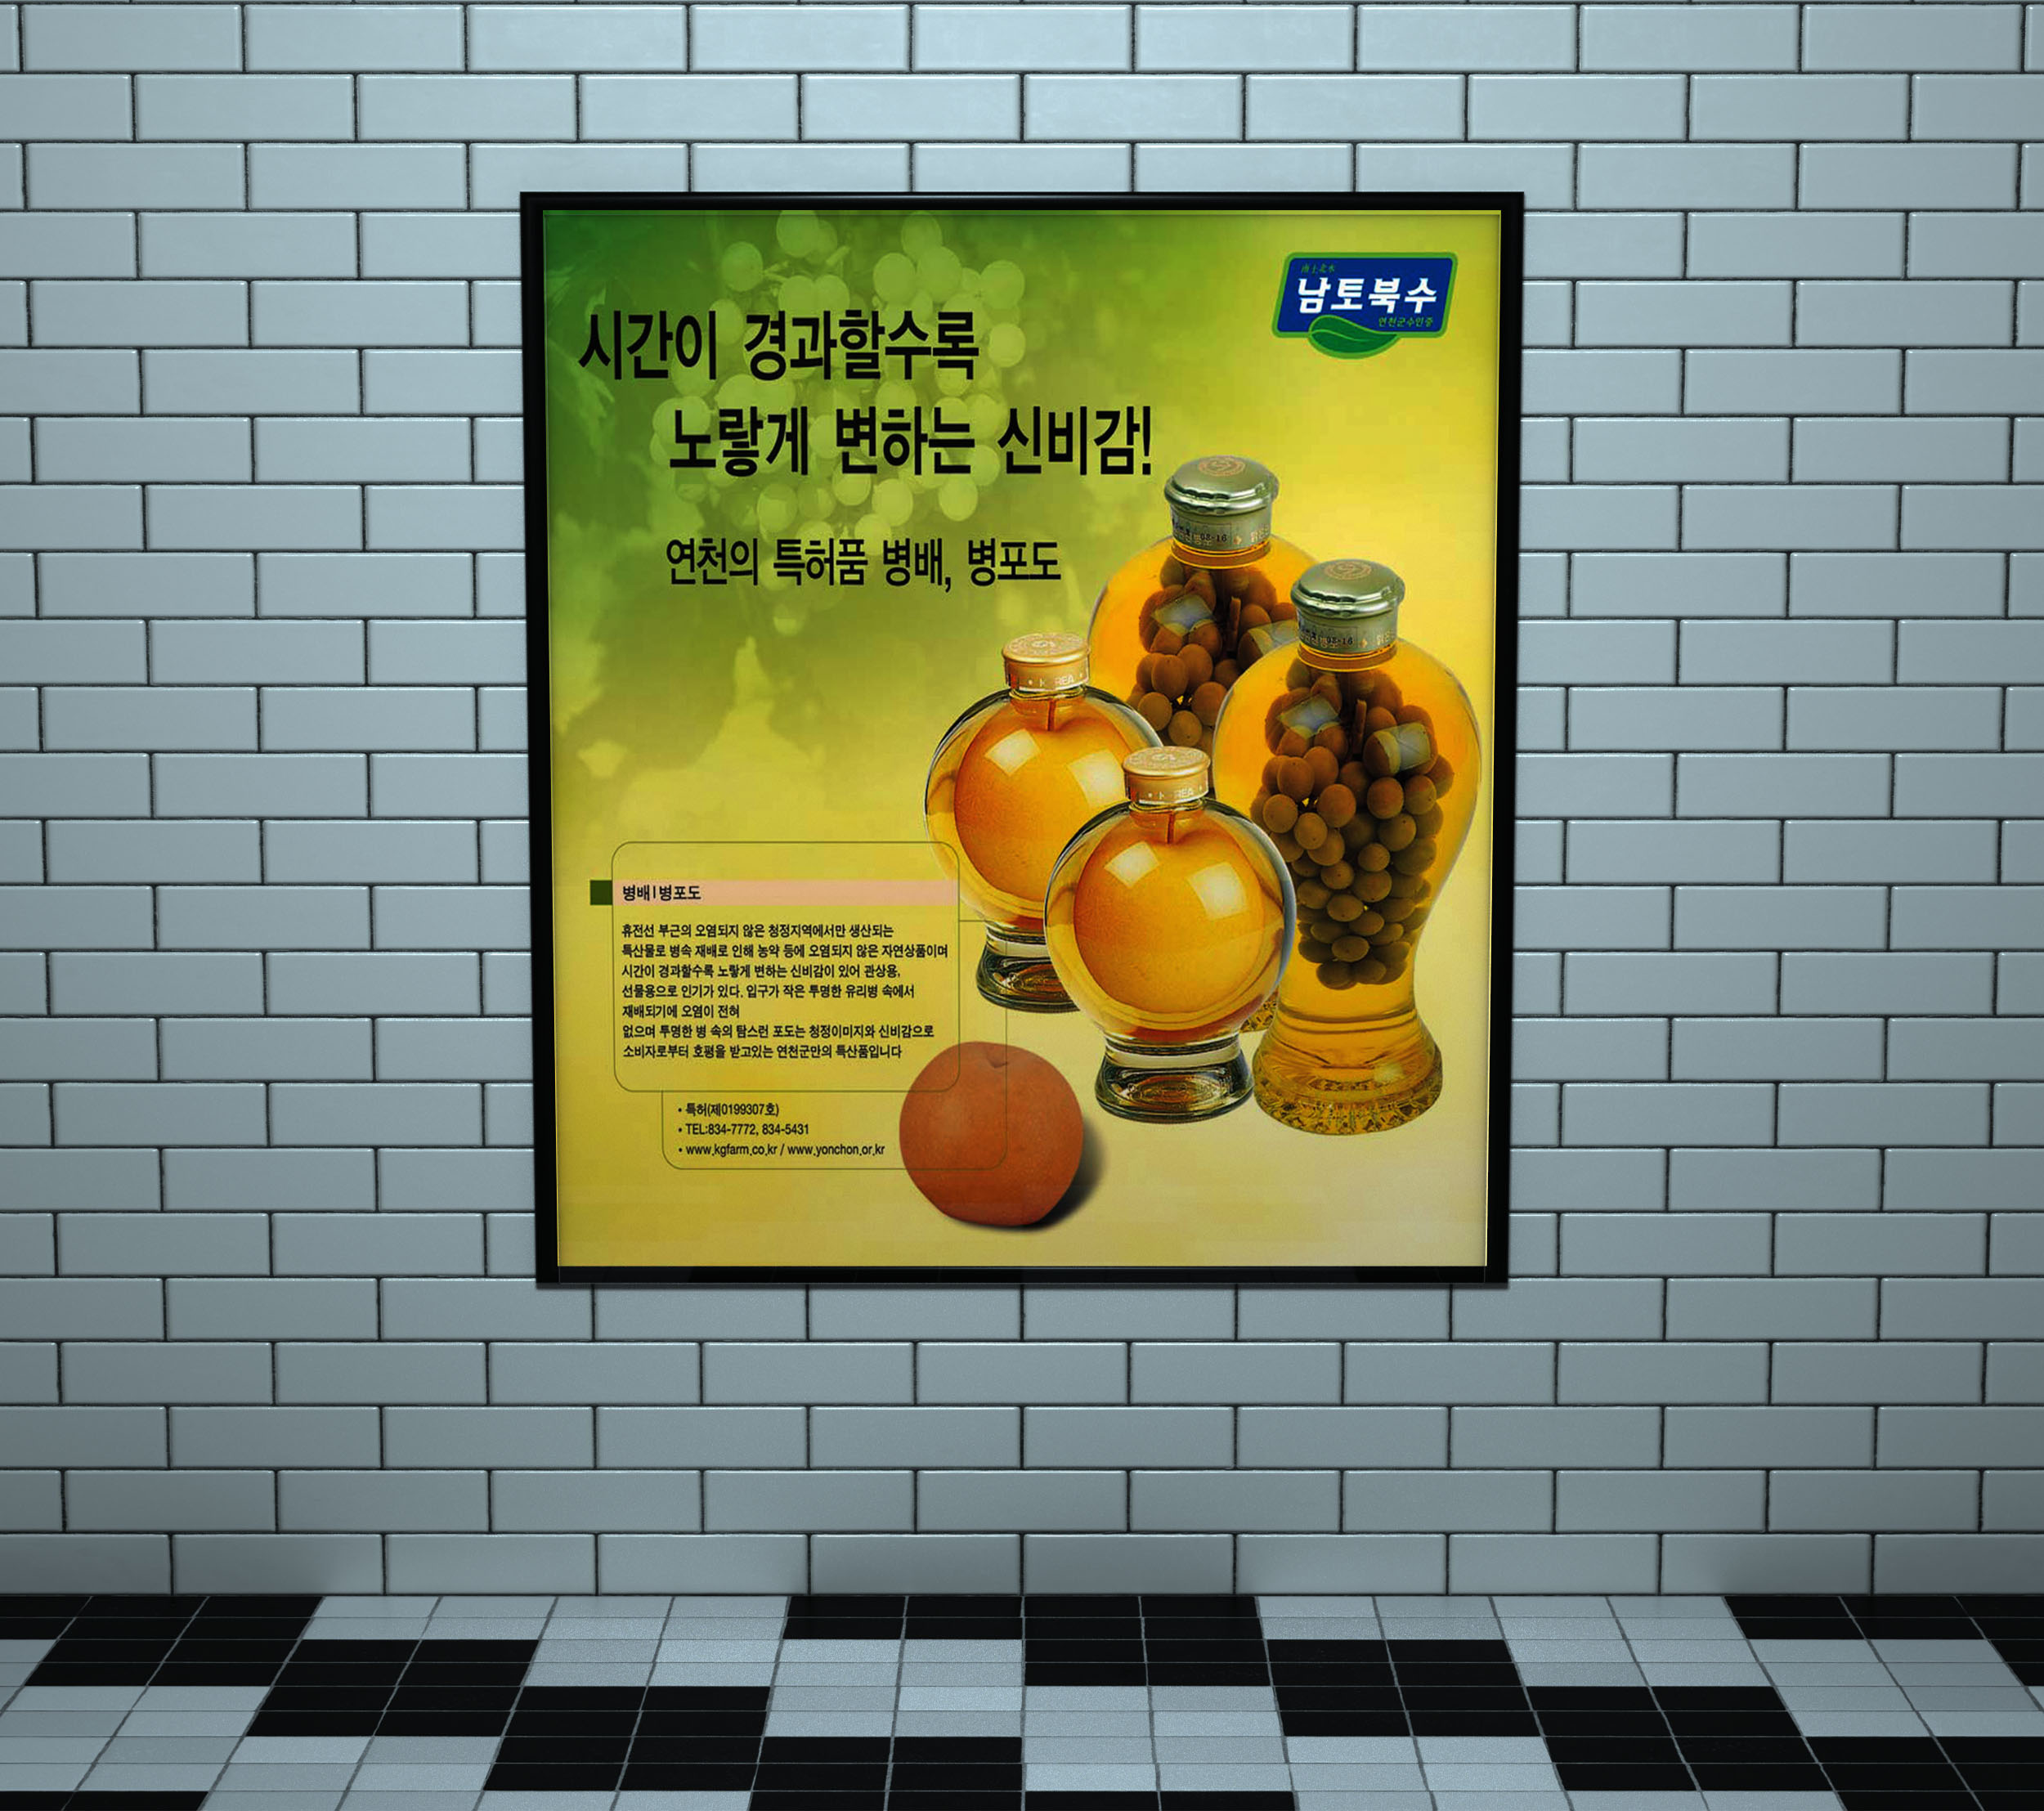 南土北水
남토북수
연천군수인증
시간이 경과할수록
노랗게 변하는 신비감!
연천의 특허품 병배, 병포도
08-16
08-16
KOREA
KOREA
병배 | 병포도
휴전선 부근의 오염되지 않은 청정지역에서만 생산되는
특산물로 병속 재배로 인해 농약 등에 오염되지 않은 자연상품이며
시간이 경과할수록 노랗게 변하는 신비감이 있어 관상용,
선물용으로 인기가 있다. 입구가 작은 투명한 유리병 속에서
재배되기에 오염이 전혀
없으며 투명한 병 속의 탐스런 포도는 청정이미지와 신비감으로
소비자로부터 호평을 받고있는 연천군만의 특산품입니다
• 특허(제0199307호)
• TEL:834-7772, 834-5431
• www.kgfarm.co.kr / www.yonchon.or.kr